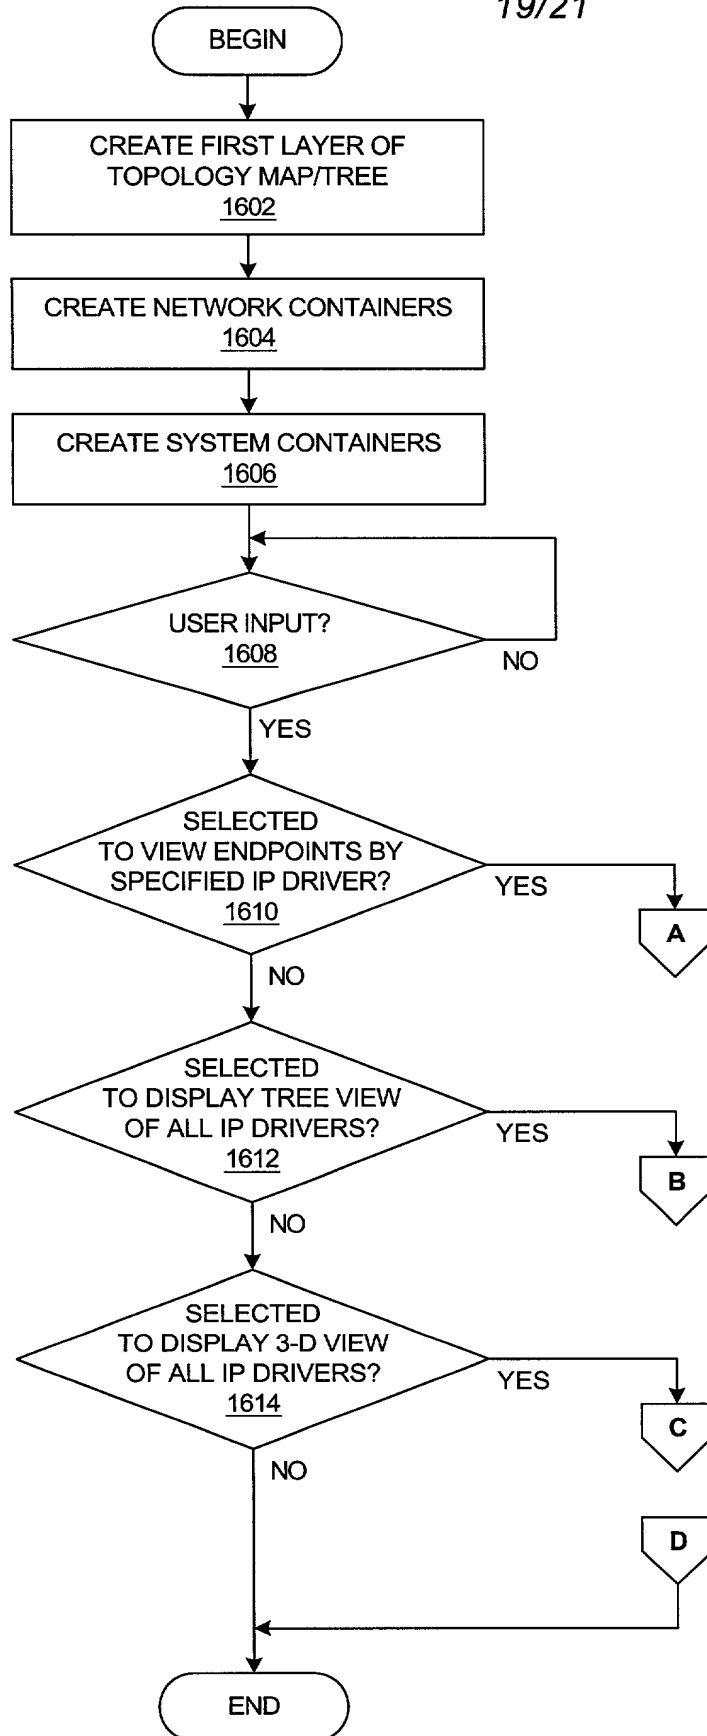 19/21
BEGIN
CREATE FIRST LAYER OF
TOPOLOGY MAP/TREE
1602
CREATE NETWORK CONTAINERS
1604
CREATE SYSTEM CONTAINERS
1606
USER INPUT?
1608
NO
YES
SELECTED
TO VIEW ENDPOINTS BY
SPECIFIED IP DRIVER?
1610
YES
A
NO
SELECTED
TO DISPLAY TREE VIEW
OF ALL IP DRIVERS?
1612
YES
B
NO
SELECTED
TO DISPLAY 3-D VIEW
OF ALL IP DRIVERS?
1614
YES
C
NO
D
END